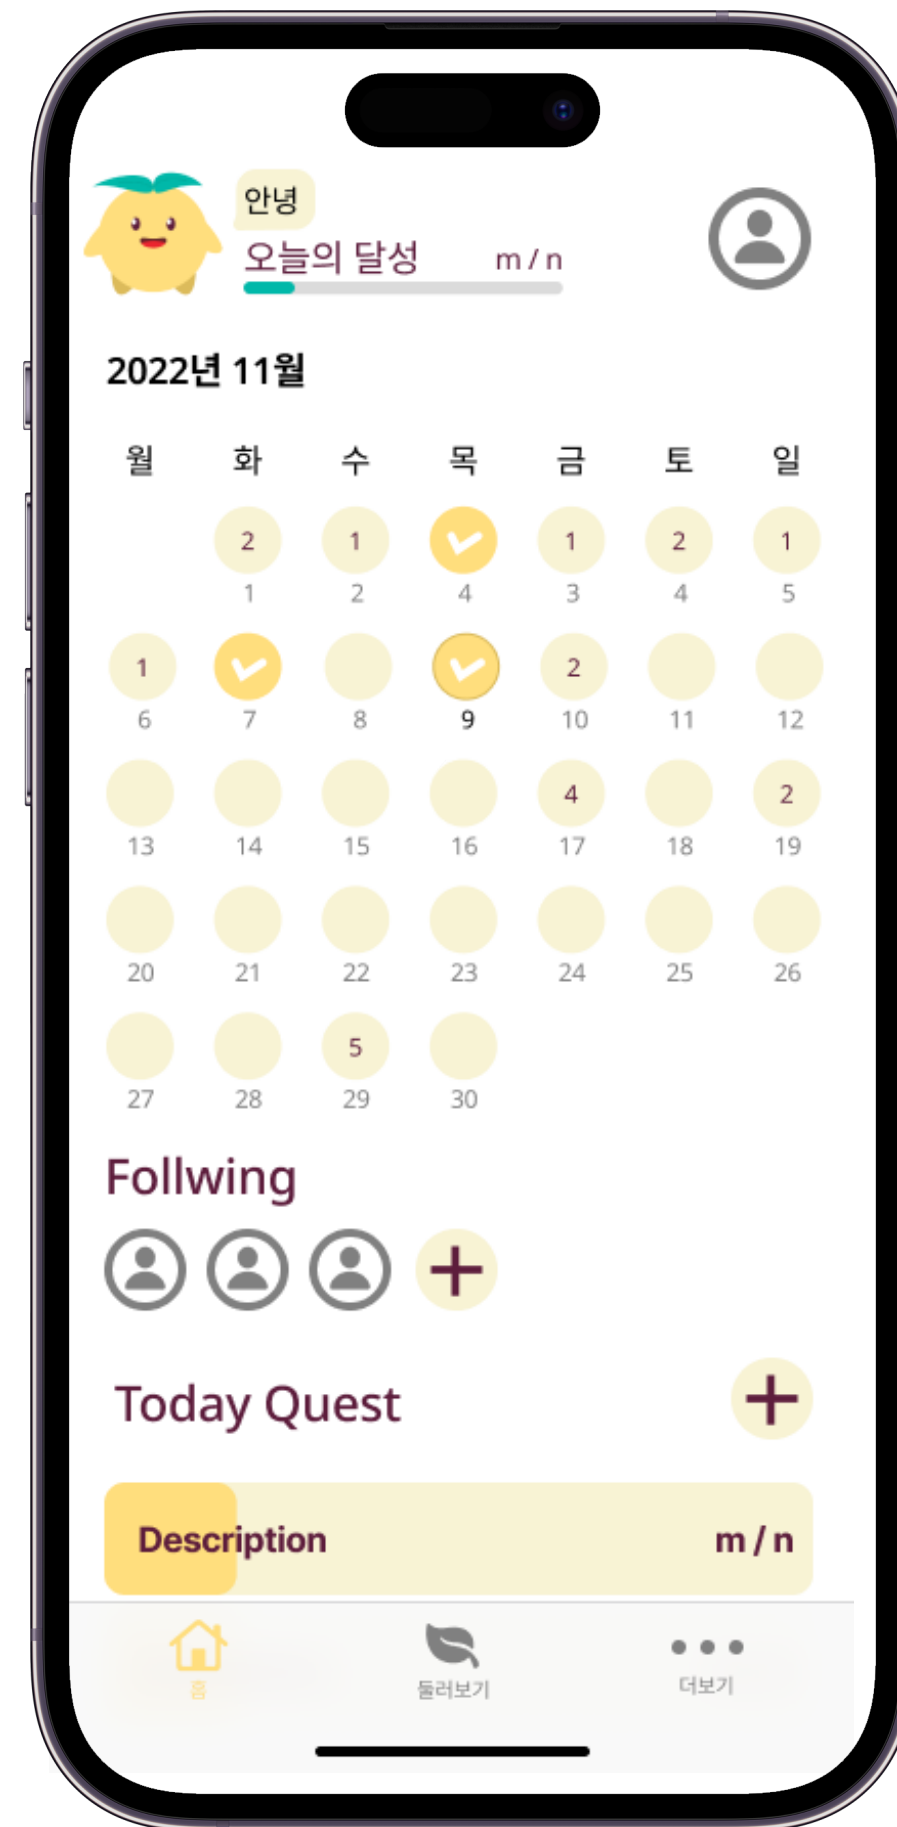 안녕
오늘의 달성 m / n
2022년 11월
월 화 수 목 금 토 일
2 1 1 2 1
1 2 4 3 4 5
1 2
6 7 8 9 10 11 12
4 2
13 14 15 16 17 18 19
20 21 22 23 24 25 26
5
27 28 29 30
Follwing
Today Quest
Description m / n
홈 둘러보기 더보기